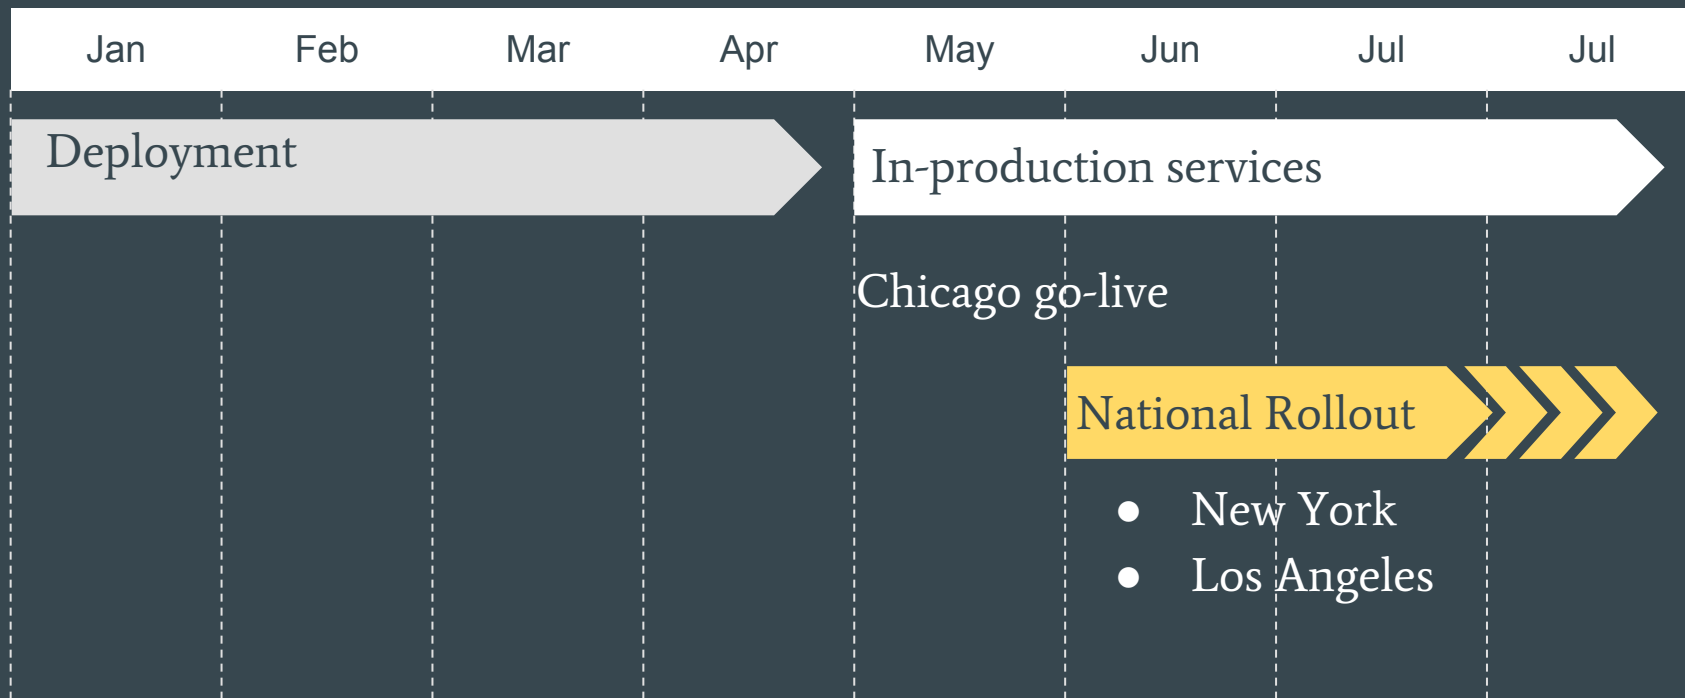 Jan Feb Mar Apr May Jun Jul Jul
Deployment
In-production services
Chicago go-live
National Rollout
● New York
● Los Angeles